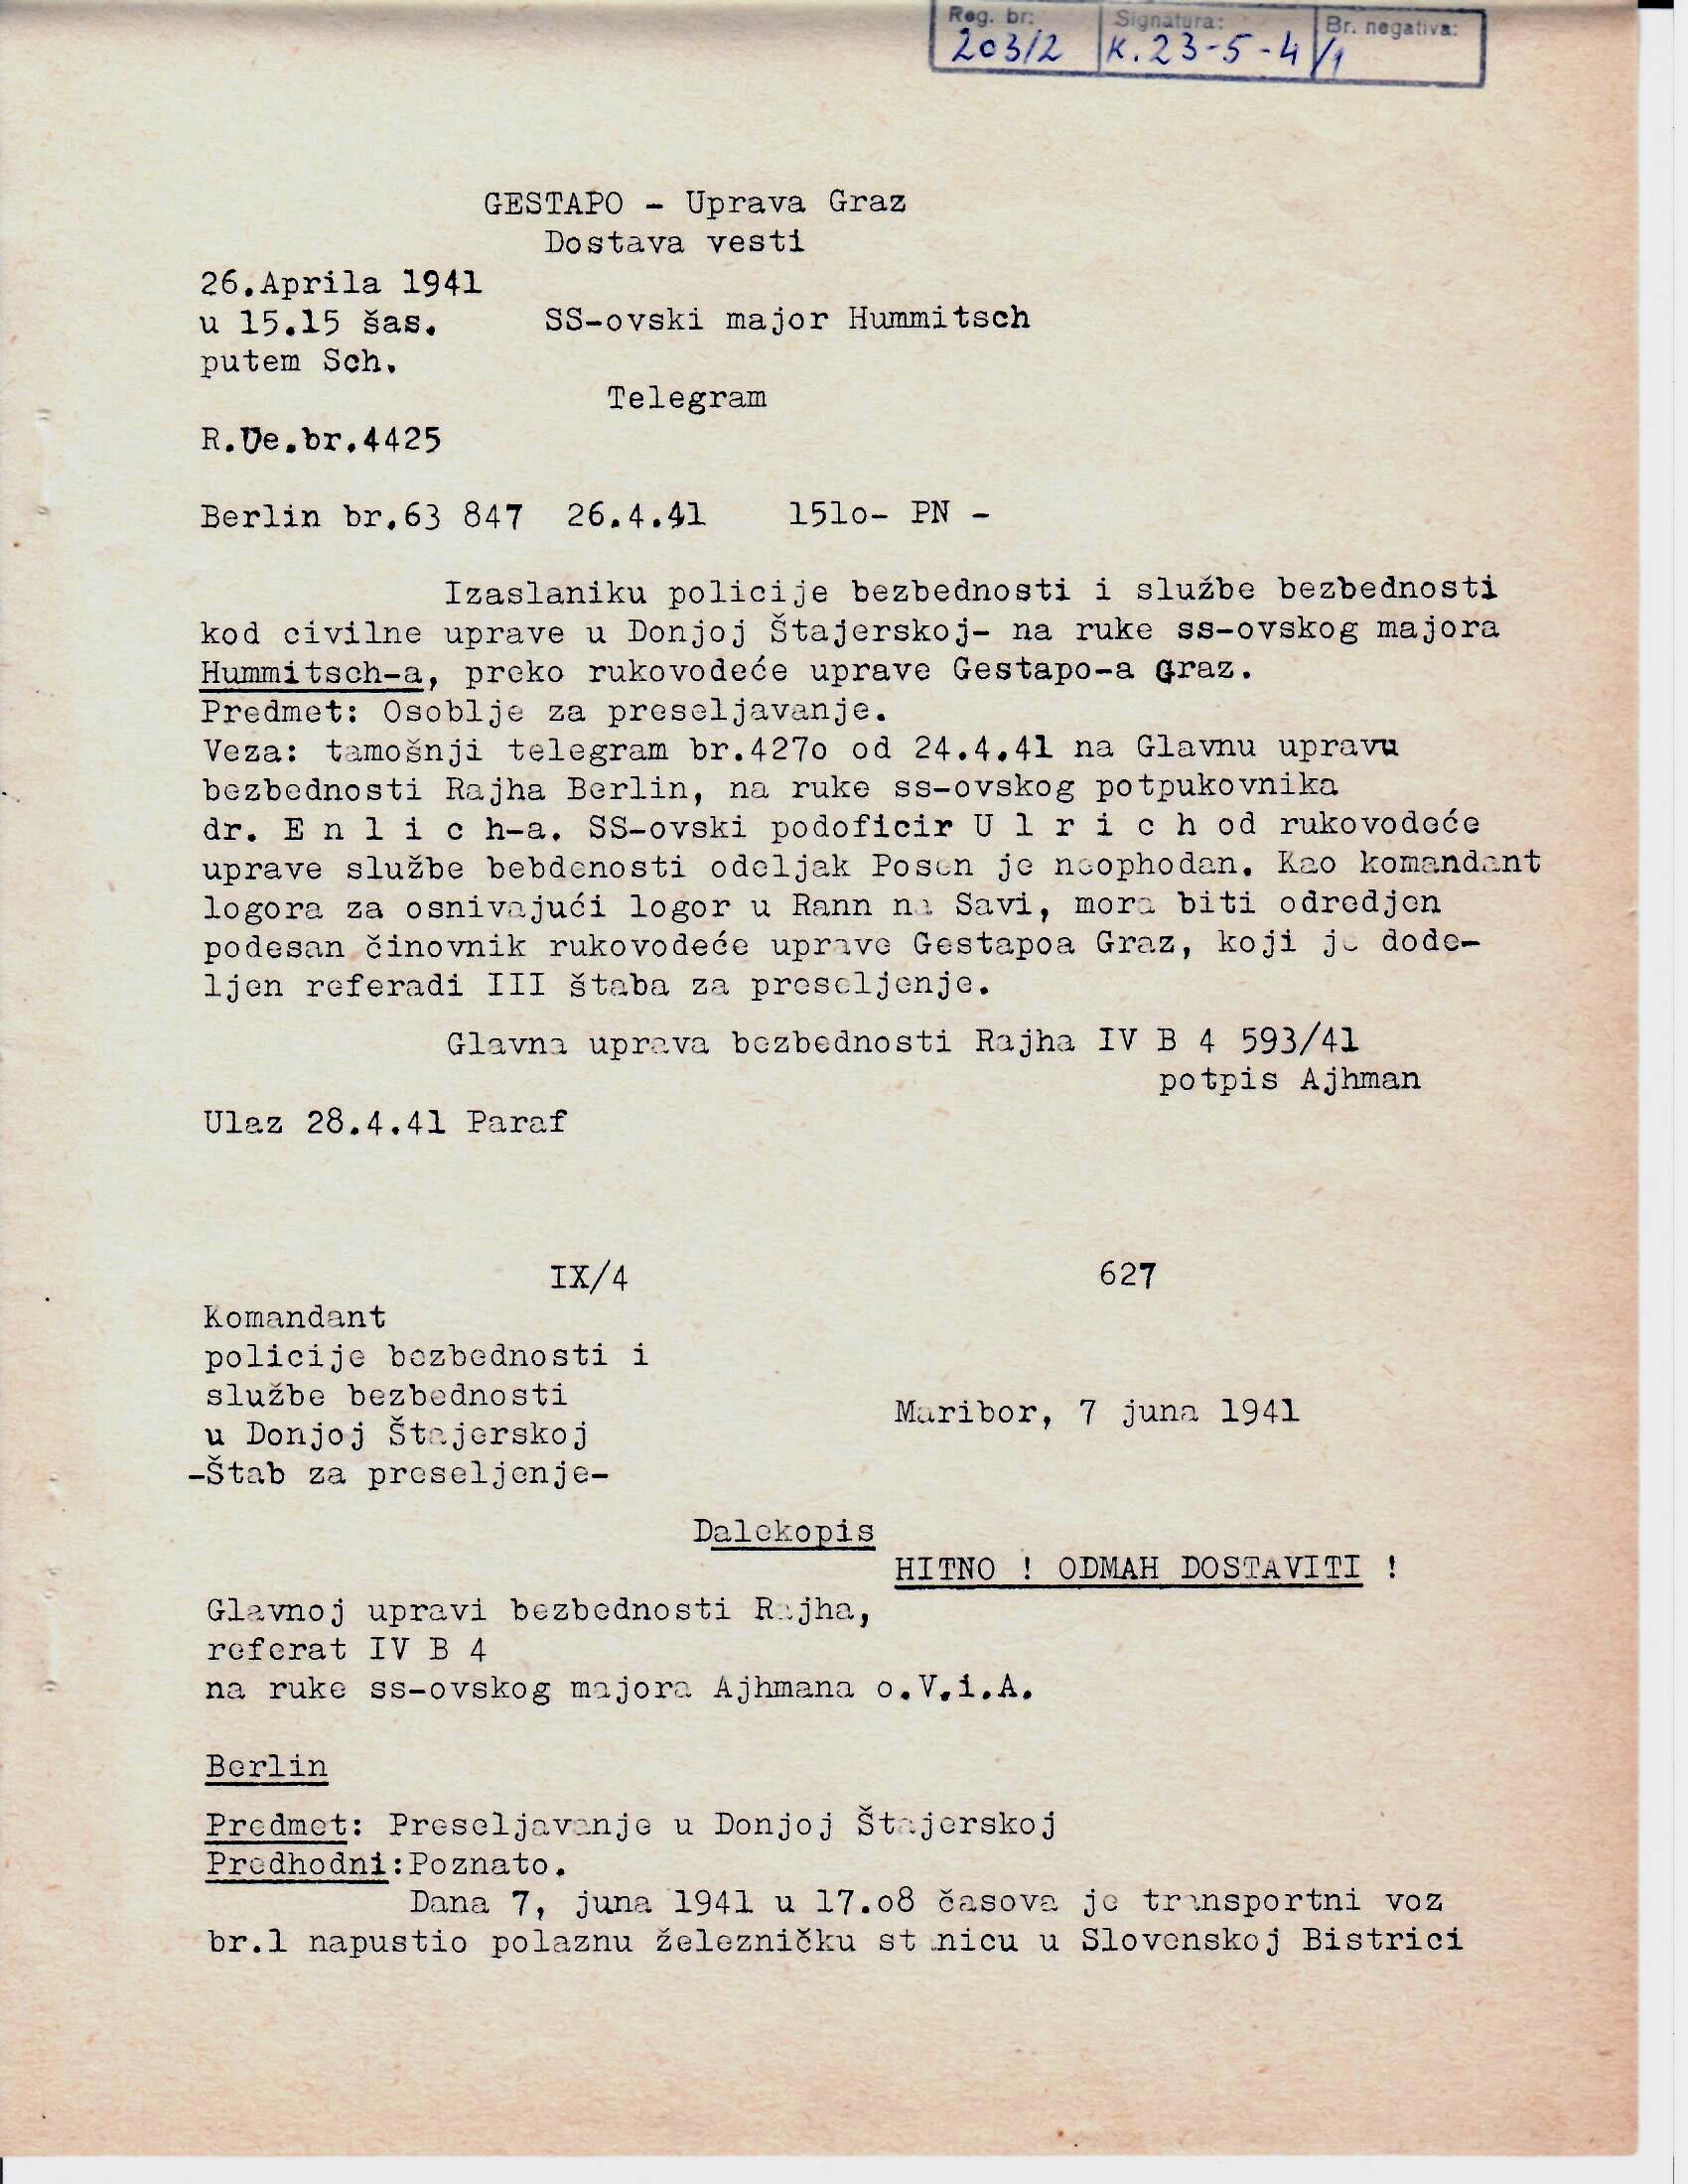 Reg. br: Signatura: Br. negativa:
203/2 K. 23-5-4/1
GESTAPO - Uprava Graz
Dostava vesti
26.Aprila 1941
u 15.15 šas. SS-ovski major Hummitsch
putem Sch.
Telegram
R.Ue.br.4425
Berlin br.63 847 26.4.41 151o- PN -
Izaslaniku policije bezbednosti i službe bezbednosti
kod civilne uprave u Donjoj Štajerskoj- na ruke ss-ovskog majora
Hummitsch-a, preko rukovodeće uprave Gestapo-a Graz.
Predmet: Osoblje za preseljavanje.
Veza: tamošnji telegram br.427o od 24.4.41 na Glavnu upravu
bezbednosti Rajha Berlin, na ruke ss-ovskog potpukovnika
dr. E n l i c h-a. SS-ovski podoficir U l r i c h od rukovodeće
uprave službe bebdenosti odeljak Posen je neophodan. Kao komandant
logora za osnivajući logor u Rann na Savi, mora biti odredjen
podesan činovnik rukovodeće uprave Gestapoa Graz, koji je dode-
ljen referadi III štaba za preseljenje.
Glavna uprava bezbednosti Rajha IV B 4 593/41
potpis Ajhman
Ulaz 28.4.41 Paraf
IX/4 627
Komandant
policije bezbednosti i
službe bezbednosti
u Donjoj Štajerskoj
-Štab za preseljenje-
Maribor, 7 juna 1941
Dalekopis
HITNO ! ODMAH DOSTAVITI !
Glavnoj upravi bezbednosti Rajha,
referat IV B 4
na ruke ss-ovskog majora Ajhmana o.V.i.A.
Berlin
Predmet: Preseljavanje u Donjoj Štajerskoj
Predhodni:Poznato.
Dana 7, juna 1941 u 17.o8 časova je transportni voz
br.1 napustio polaznu železničku stanicu u Slovenskoj Bistrici